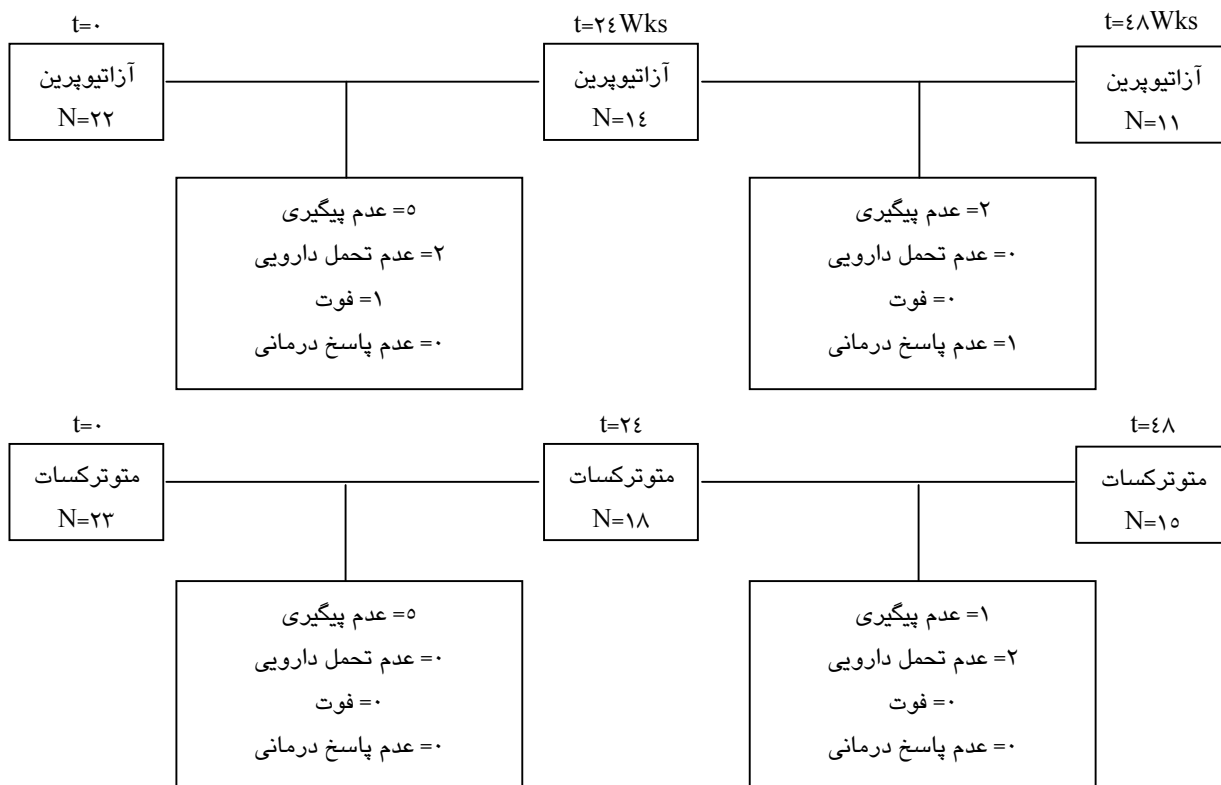 t=۰
t=۲٤Wks
t=٤۸Wks
آزاتیوپرین
N=۲۲
آزاتیوپرین
N=۱٤
آزاتیوپرین
N=۱۱
٥= عدم پیگیری
۲= عدم تحمل دارویی
۱= فوت
۰= عدم پاسخ درمانی
۲= عدم پیگیری
۰= عدم تحمل دارویی
۰= فوت
۱= عدم پاسخ درمانی
t=۰
t=۲٤
t=٤۸
متوترکسات
N=۲۳
متوترکسات
N=۱۸
متوترکسات
N=۱٥
٥= عدم پیگیری
۰= عدم تحمل دارویی
۰= فوت
۰= عدم پاسخ درمانی
۱= عدم پیگیری
۲= عدم تحمل دارویی
۰= فوت
۰= عدم پاسخ درمانی